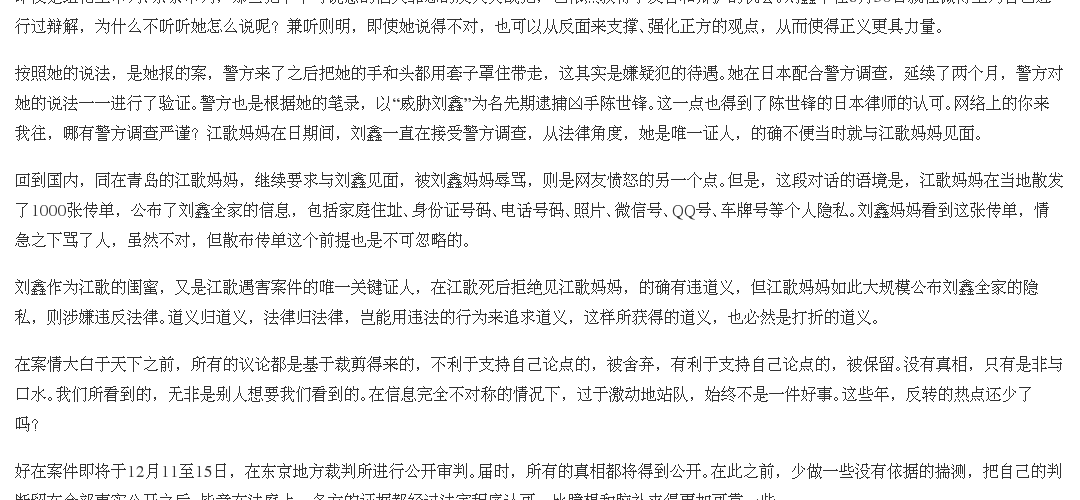 行过辩解，为什么不听听她怎么说呢？兼听则明，即使她说得不对，也可以从反面来支撑、强化正方的观点，从而使得正义更具力量。
按照她的说法，是她报的案，警方来了之后把她的手和头都用套子罩住带走，这其实是嫌疑犯的待遇。她在日本配合警方调查，延续了两个月，警方对
她的说法一一进行了验证。警方也是根据她的笔录，以“威胁刘鑫”为名先期逮捕凶手陈世锋。这一点也得到了陈世锋的日本律师的认可。网络上的你来
我往，哪有警方调查严谨？江歌妈妈在日期间，刘鑫一直在接受警方调查，从法律角度，她是唯一证人，的确不便当时就与江歌妈妈见面。
回到国内，同在青岛的江歌妈妈，继续要求与刘鑫见面，被刘鑫妈妈辱骂，则是网友愤怒的另一个点。但是，这段对话的语境是，江歌妈妈在当地散发
了1000张传单，公布了刘鑫全家的信息，包括家庭住址、身份证号码、电话号码、照片、微信号、QQ号、车牌号等个人隐私。刘鑫妈妈看到这张传单，情
急之下骂了人，虽然不对，但散布传单这个前提也是不可忽略的。
刘鑫作为江歌的闺蜜，又是江歌遇害案件的唯一关键证人，在江歌死后拒绝见江歌妈妈，的确有违道义，但江歌妈妈如此大规模公布刘鑫全家的隐
私，则涉嫌违反法律。道义归道义，法律归法律，岂能用违法的行为来追求道义，这样所获得的道义，也必然是打折的道义。
在案情大白于天下之前，所有的议论都是基于裁剪得来的，不利于支持自己论点的，被舍弃，有利于支持自己论点的，被保留。没有真相，只有是非与
口水。我们所看到的，无非是别人想要我们看到的。在信息完全不对称的情况下，过于激动地站队，始终不是一件好事。这些年，反转的热点还少了
吗？
好在案件即将于12月11至15日，在东京地方裁判所进行公开审判。届时，所有的真相都将得到公开。在此之前，少做一些没有依据的揣测，把自己的判